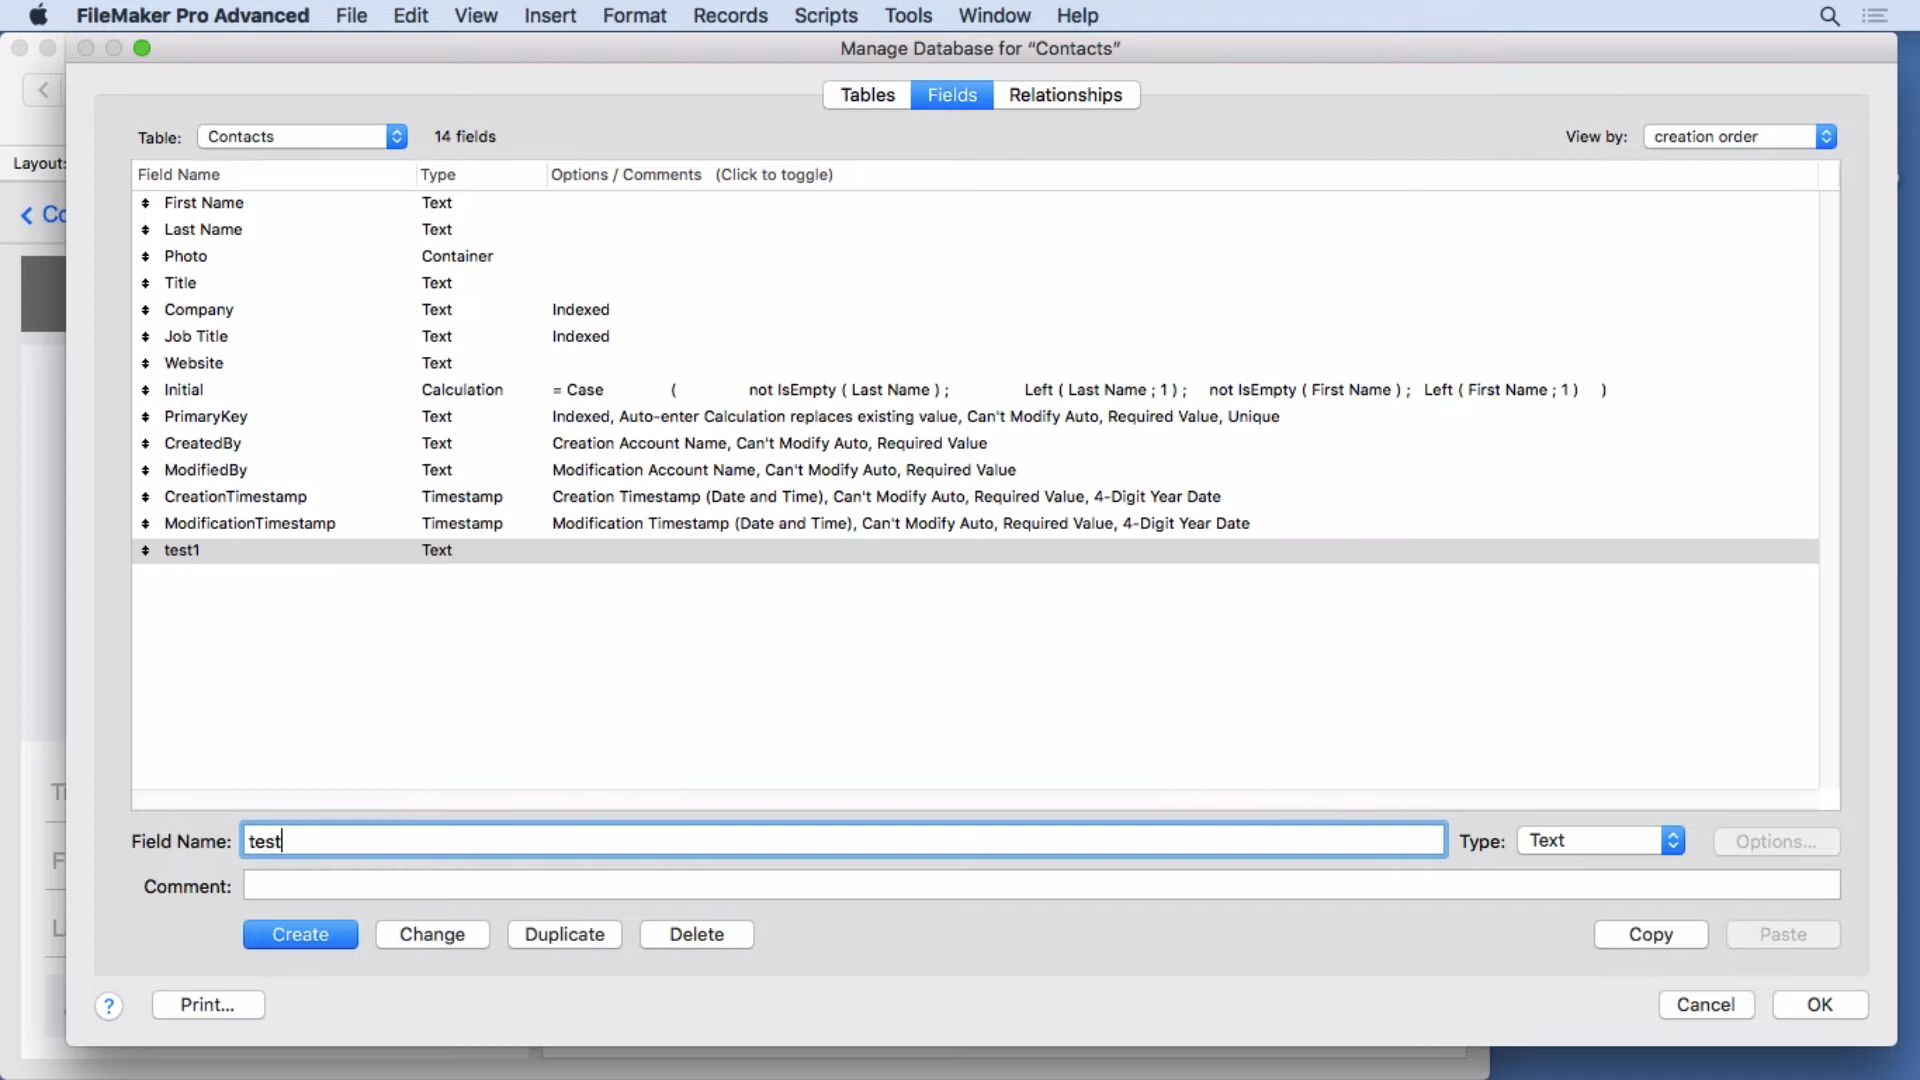 FileMaker Pro Advanced File Edit View Insert Format Records Scripts Tools Window Help
Manage Database for “Contacts”
Tables Fields Relationships
Table: Contacts 14 fields View by: creation order
Layout:
Field Name Type Options / Comments (Click to toggle)
First Name Text
Co
Last Name Text
Photo Container
Title Text
Company Text Indexed
Job Title Text Indexed
Website Text
Initial Calculation = Case ( not IsEmpty ( Last Name ) ; Left ( Last Name ; 1 ) ; not IsEmpty ( First Name ) ; Left ( First Name ; 1 ) )
PrimaryKey Text Indexed, Auto-enter Calculation replaces existing value, Can't Modify Auto, Required Value, Unique
CreatedBy Text Creation Account Name, Can't Modify Auto, Required Value
ModifiedBy Text Modification Account Name, Can't Modify Auto, Required Value
CreationTimestamp Timestamp Creation Timestamp (Date and Time), Can't Modify Auto, Required Value, 4-Digit Year Date
ModificationTimestamp Timestamp Modification Timestamp (Date and Time), Can't Modify Auto, Required Value, 4-Digit Year Date
test1 Text
Field Name: test Type: Text Options...
Comment:
Create Change Duplicate Delete Copy Paste
? Print... Cancel OK